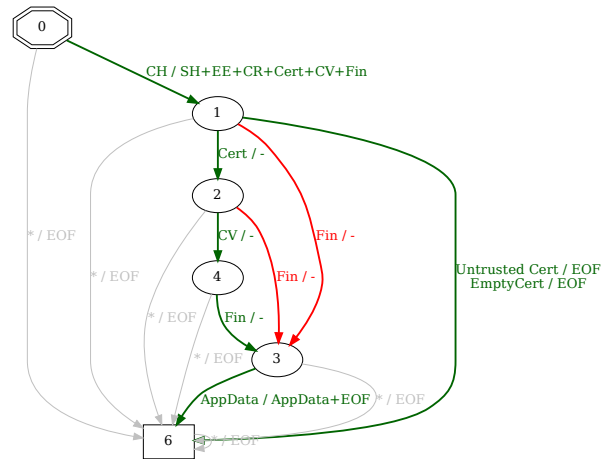 0
CH / SH+EE+CR+Cert+CV+Fin
1
Cert / -
2
* / EOF
* / EOF
CV / -
Fin / -
4
Fin / -
Untrusted Cert / EOF
EmptyCert / EOF
* / EOF
Fin / -
* / EOF
3
AppData / AppData+EOF
* / EOF
6
* / EOF